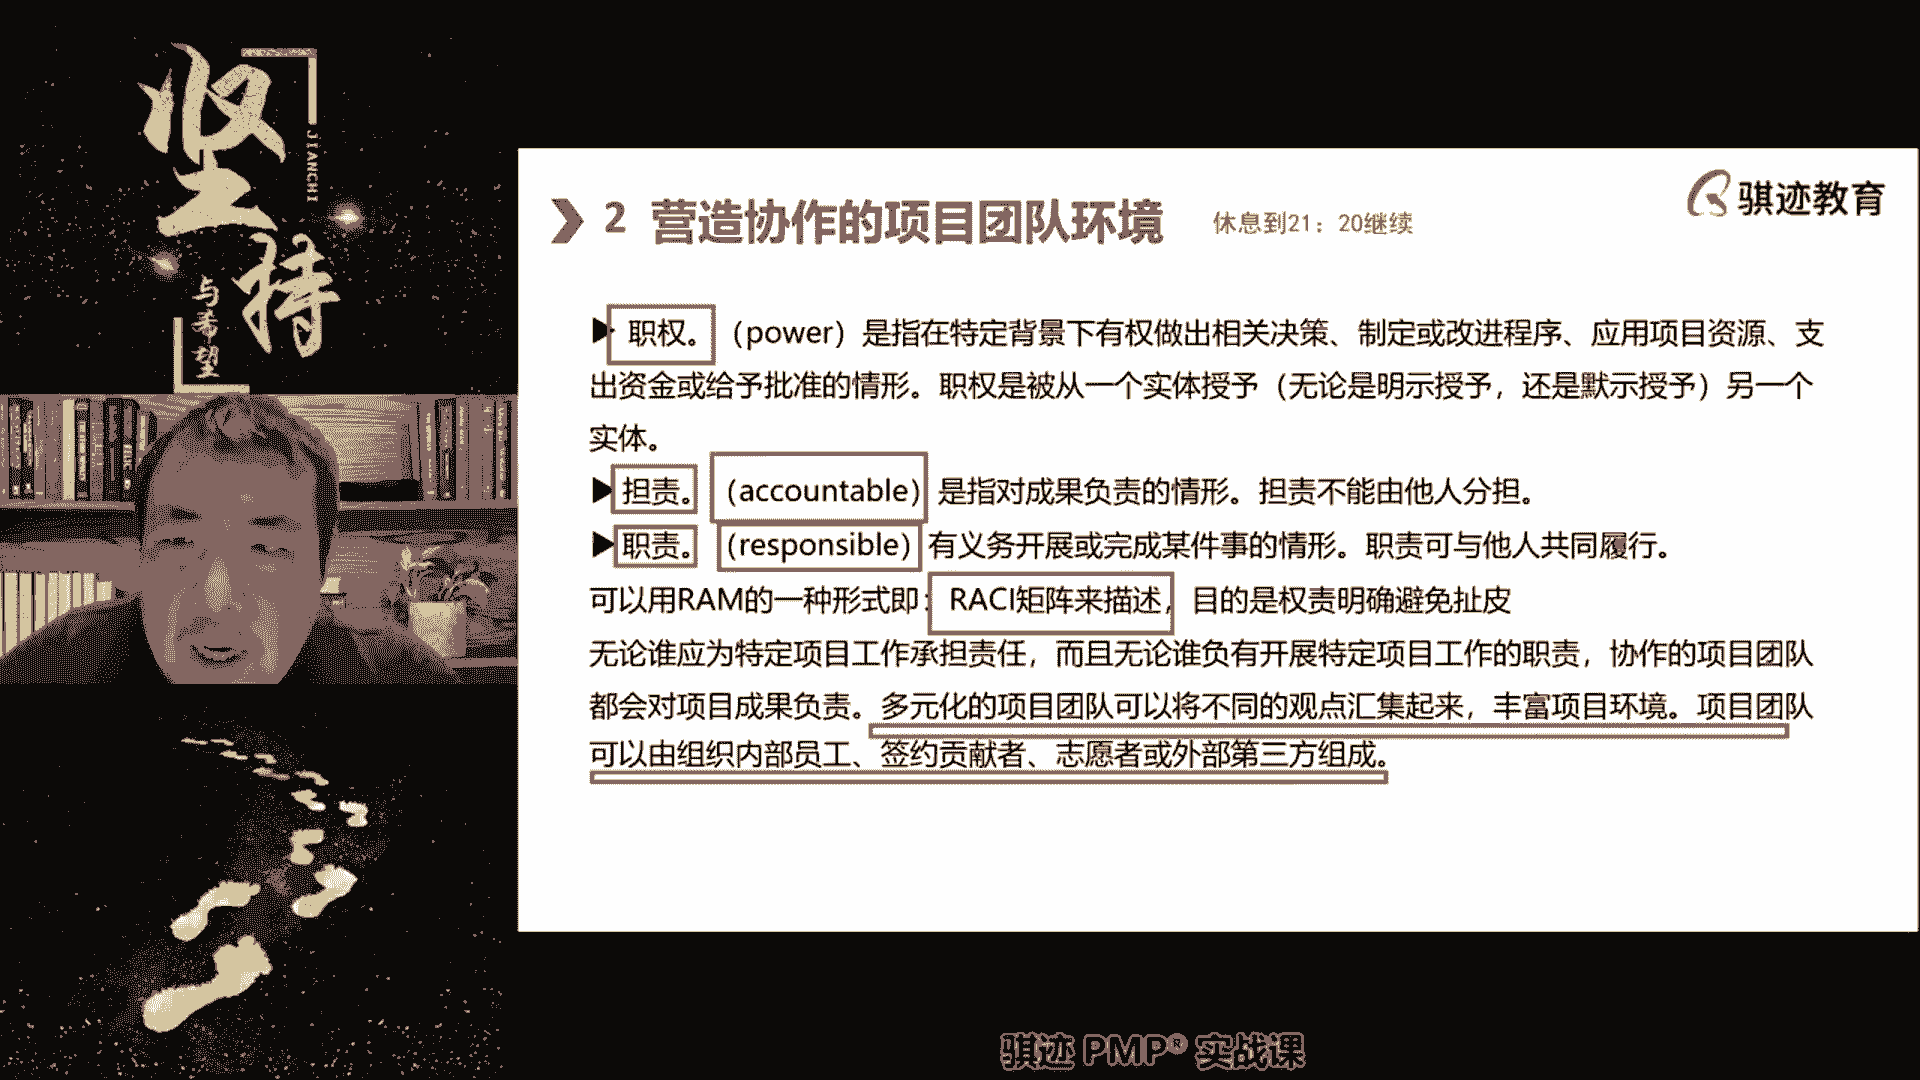 坚持
JIANCHI
与希望
骐迹教育
2 营造协作的项目团队环境
休息到21：20继续
职权。（power）是指在特定背景下有权做出相关决策、制定或改进程序、应用项目资源、支
出资金或给予批准的情形。职权是被从一个实体授予（无论是明示授予，还是默示授予）另一个
实体。
担责。（accountable）是指对成果负责的情形。担责不能由他人分担。
职责。（responsible）有义务开展或完成某件事的情形。职责可与他人共同履行。
可以用RAM的一种形式即：RACI矩阵来描述，目的是权责明确避免扯皮
无论谁应为特定项目工作承担责任，而且无论谁负有开展特定项目工作的职责，协作的项目团队
都会对项目成果负责。多元化的项目团队可以将不同的观点汇集起来，丰富项目环境。项目团队
可以由组织内部员工、签约贡献者、志愿者或外部第三方组成。
骐迹 PMP® 实战课